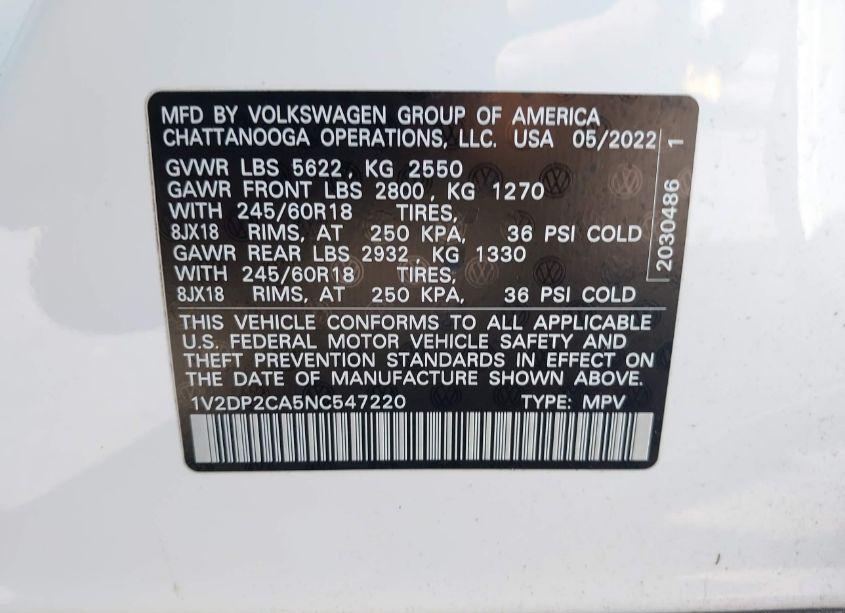 MFD BY VOLKSWAGEN GROUP OF AMERICA
CHATTANOOGA OPERATIONS, LLC. USA 05/2022
GVWR LBS 5622, KG 2550
GAWR FRONT LBS 2800, KG 1270
WITH 245/60R18 TIRES,
8JX18 RIMS, AT 250 KPA, 36 PSI COLD
GAWR REAR LBS 2932, KG 1330
WITH 245/60R18 TIRES,
8JX18 RIMS, AT 250 KPA, 36 PSI COLD
2030486 1
THIS VEHICLE CONFORMS TO ALL APPLICABLE
U.S. FEDERAL MOTOR VEHICLE SAFETY AND
THEFT PREVENTION STANDARDS IN EFFECT ON
THE DATE OF MANUFACTURE SHOWN ABOVE.
1V2DP2CA5NC547220 TYPE: MPV